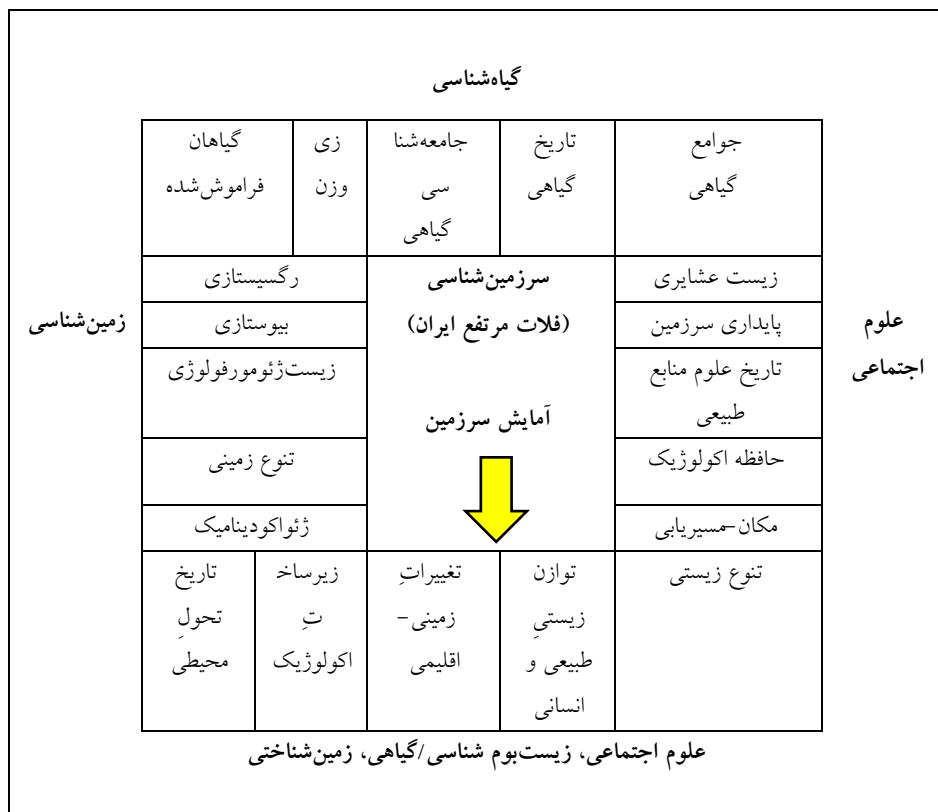 گیاه‌شناسی
جوامع
گیاهی
تاریخ
گیاهی
جامعه‌شنا
سی
گیاهی
زی
وزن
گیاهان
فراموش‌شده
علوم
اجتماعی
زیست عشایری
پایداری سرزمین
تاریخ علوم منابع
طبیعی
حافظه اکولوژیک
مکان-مسیریابی
سرزمین‌شناسی
(فلات مرتفع ایران)
آمایش سرزمین
رگسیستازی
بیوستازی
زیست‌ژئومورفولوژی
تنوع زمینی
ژئواکودینامیک
زمین‌شناسی
تنوع زیستی
توازن
زیستیِ
طبیعی و
انسانی
تغییراتِ
زمینی-
اقلیمی
زیرساخ
تِ
اکولوژیک
تاریخ
تحولِ
محیطی
علوم اجتماعی، زیست‌بوم شناسی/گیاهی، زمین‌شناختی